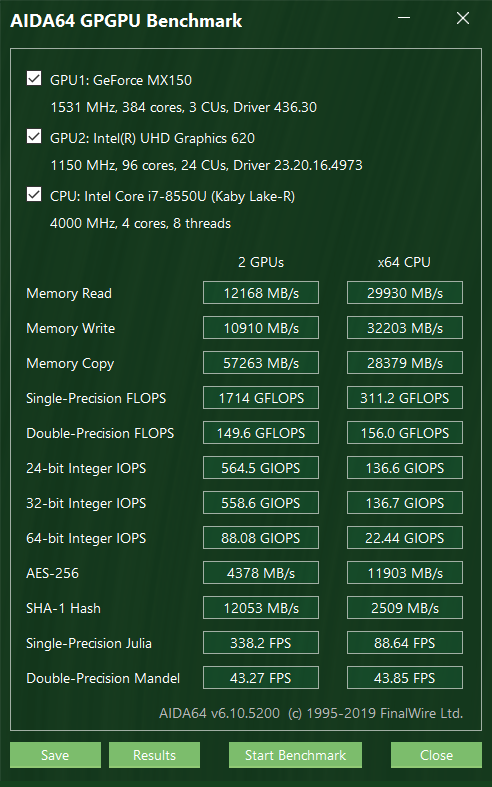 AIDA64 GPGPU Benchmark
GPU1: GeForce MX150
1531 MHz, 384 cores, 3 CUs, Driver 436.30
GPU2: Intel(R) UHD Graphics 620
1150 MHz, 96 cores, 24 CUs, Driver 23.20.16.4973
CPU: Intel Core i7-8550U (Kaby Lake-R)
4000 MHz, 4 cores, 8 threads
2 GPUs x64 CPU
Memory Read 12168 MB/s 29930 MB/s
Memory Write 10910 MB/s 32203 MB/s
Memory Copy 57263 MB/s 28379 MB/s
Single-Precision FLOPS 1714 GFLOPS 311.2 GFLOPS
Double-Precision FLOPS 149.6 GFLOPS 156.0 GFLOPS
24-bit Integer IOPS 564.5 GIOPS 136.6 GIOPS
32-bit Integer IOPS 558.6 GIOPS 136.7 GIOPS
64-bit Integer IOPS 88.08 GIOPS 22.44 GIOPS
AES-256 4378 MB/s 11903 MB/s
SHA-1 Hash 12053 MB/s 2509 MB/s
Single-Precision Julia 338.2 FPS 88.64 FPS
Double-Precision Mandel 43.27 FPS 43.85 FPS
AIDA64 v6.10.5200 (c) 1995-2019 FinalWire Ltd.
Save Results Start Benchmark Close